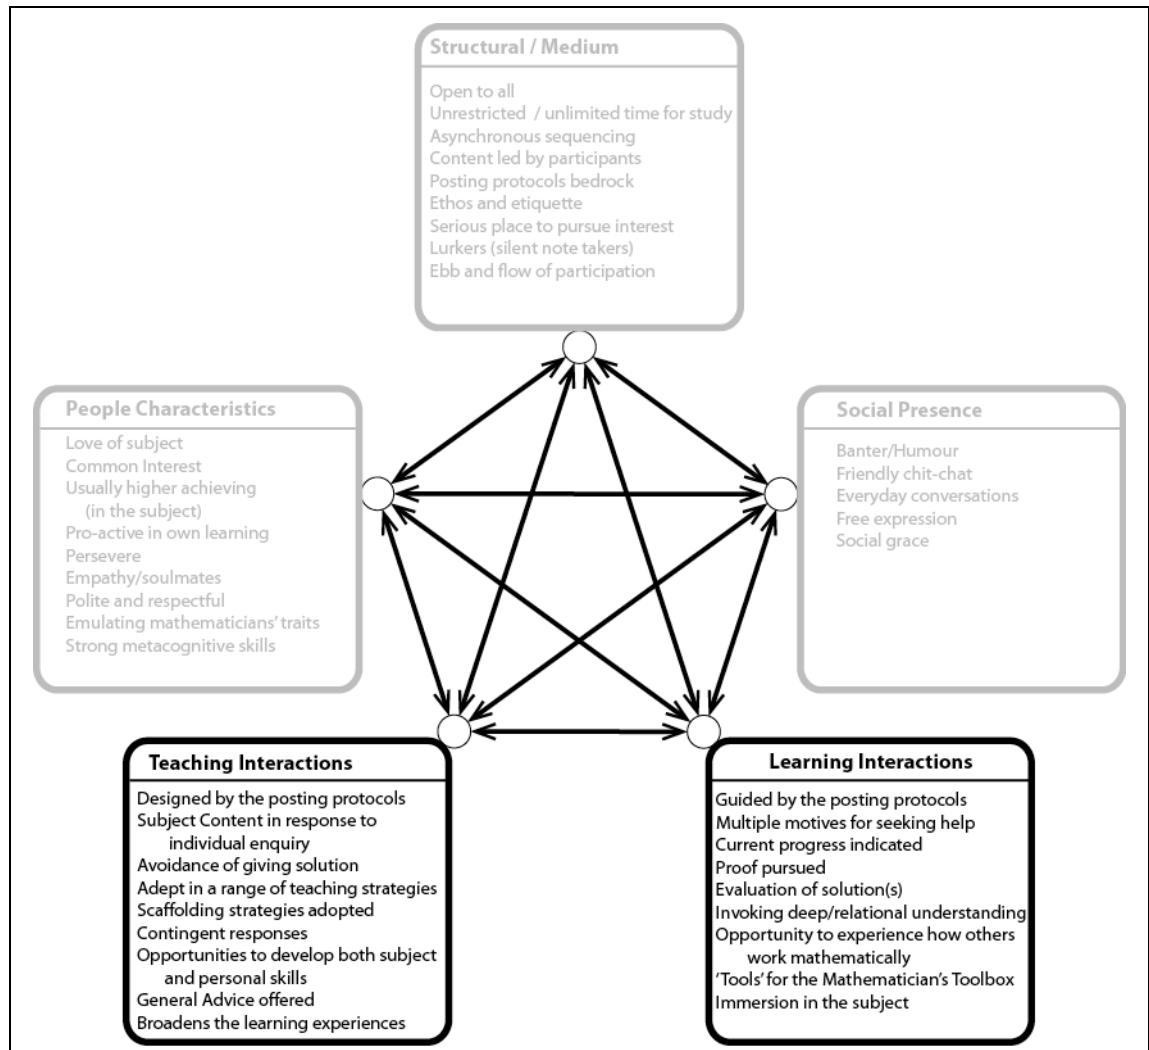 Structural / Medium
Open to all
Unrestricted / unlimited time for study
Asynchronous sequencing
Content led by participants
Posting protocols bedrock
Ethos and etiquette
Serious place to pursue interest
Lurkers (silent note takers)
Ebb and flow of participation
People Characteristics
Love of subject
Common Interest
Usually higher achieving
(in the subject)
Pro-active in own learning
Persevere
Empathy/soulmates
Polite and respectful
Emulating mathematicians' traits
Strong metacognitive skills
Social Presence
Banter/Humour
Friendly chit-chat
Everyday conversations
Free expression
Social grace
Teaching Interactions
Designed by the posting protocols
Subject Content in response to
individual enquiry
Avoidance of giving solution
Adept in a range of teaching strategies
Scaffolding strategies adopted
Contingent responses
Opportunities to develop both subject
and personal skills
General Advice offered
Broadens the learning experiences
Learning Interactions
Guided by the posting protocols
Multiple motives for seeking help
Current progress indicated
Proof pursued
Evaluation of solution(s)
Invoking deep/relational understanding
Opportunity to experience how others
work mathematically
'Tools' for the Mathematician's Toolbox
Immersion in the subject